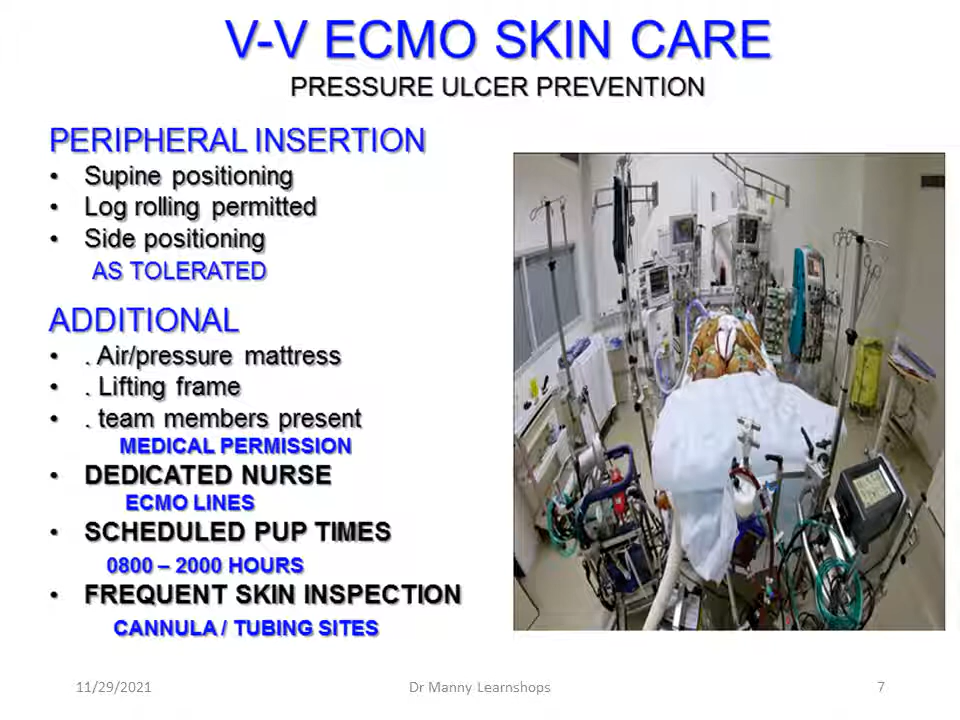 V-V ECMO SKIN CARE
PRESSURE ULCER PREVENTION
PERIPHERAL INSERTION
• Supine positioning
• Log rolling permitted
• Side positioning
AS TOLERATED
ADDITIONAL
• . Air/pressure mattress
• . Lifting frame
• . team members present
MEDICAL PERMISSION
• DEDICATED NURSE
ECMO LINES
• SCHEDULED PUP TIMES
0800 – 2000 HOURS
• FREQUENT SKIN INSPECTION
CANNULA / TUBING SITES
11/29/2021
Dr Manny Learnshops
7